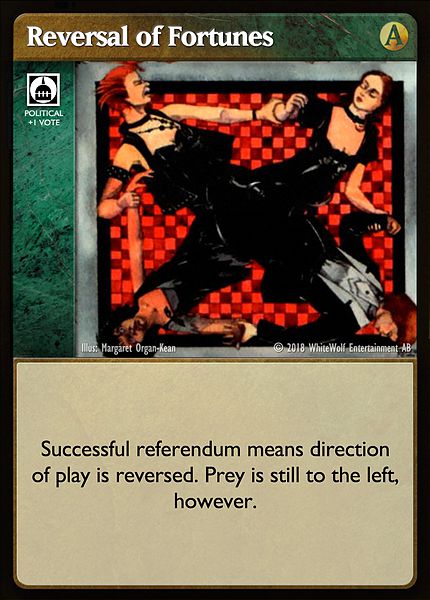 Reversal of Fortunes
A
POLITICAL
+1 VOTE
Illus: Margaret Organ-Kean
© 2018 WhiteWolf Entertainment AB
Successful referendum means direction
of play is reversed. Prey is still to the left,
however.